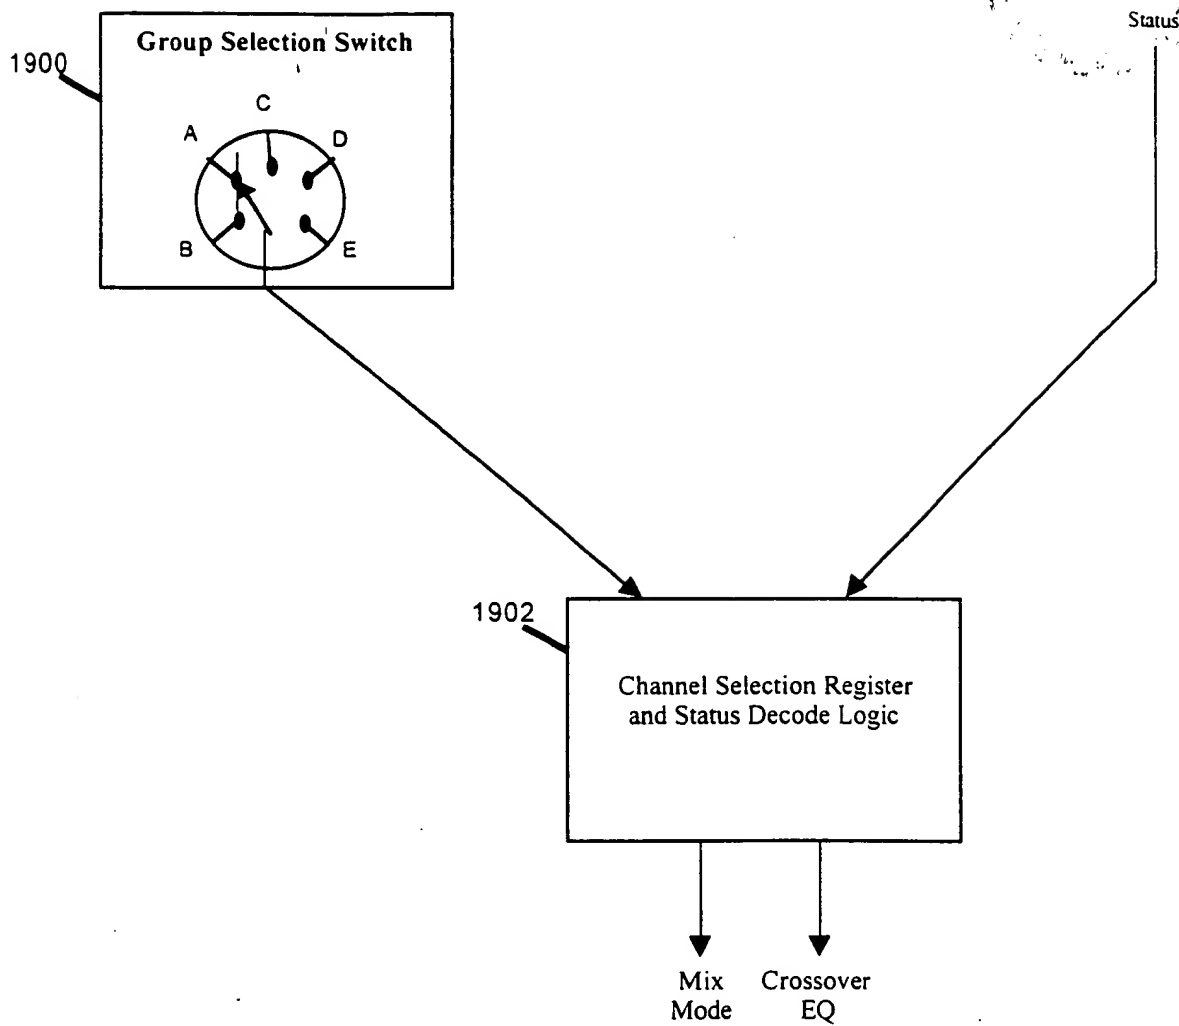 Status
Group Selection Switch
1900
C
A
D
B
E
1902
Channel Selection Register
and Status Decode Logic
Mix
Mode
Crossover
EQ